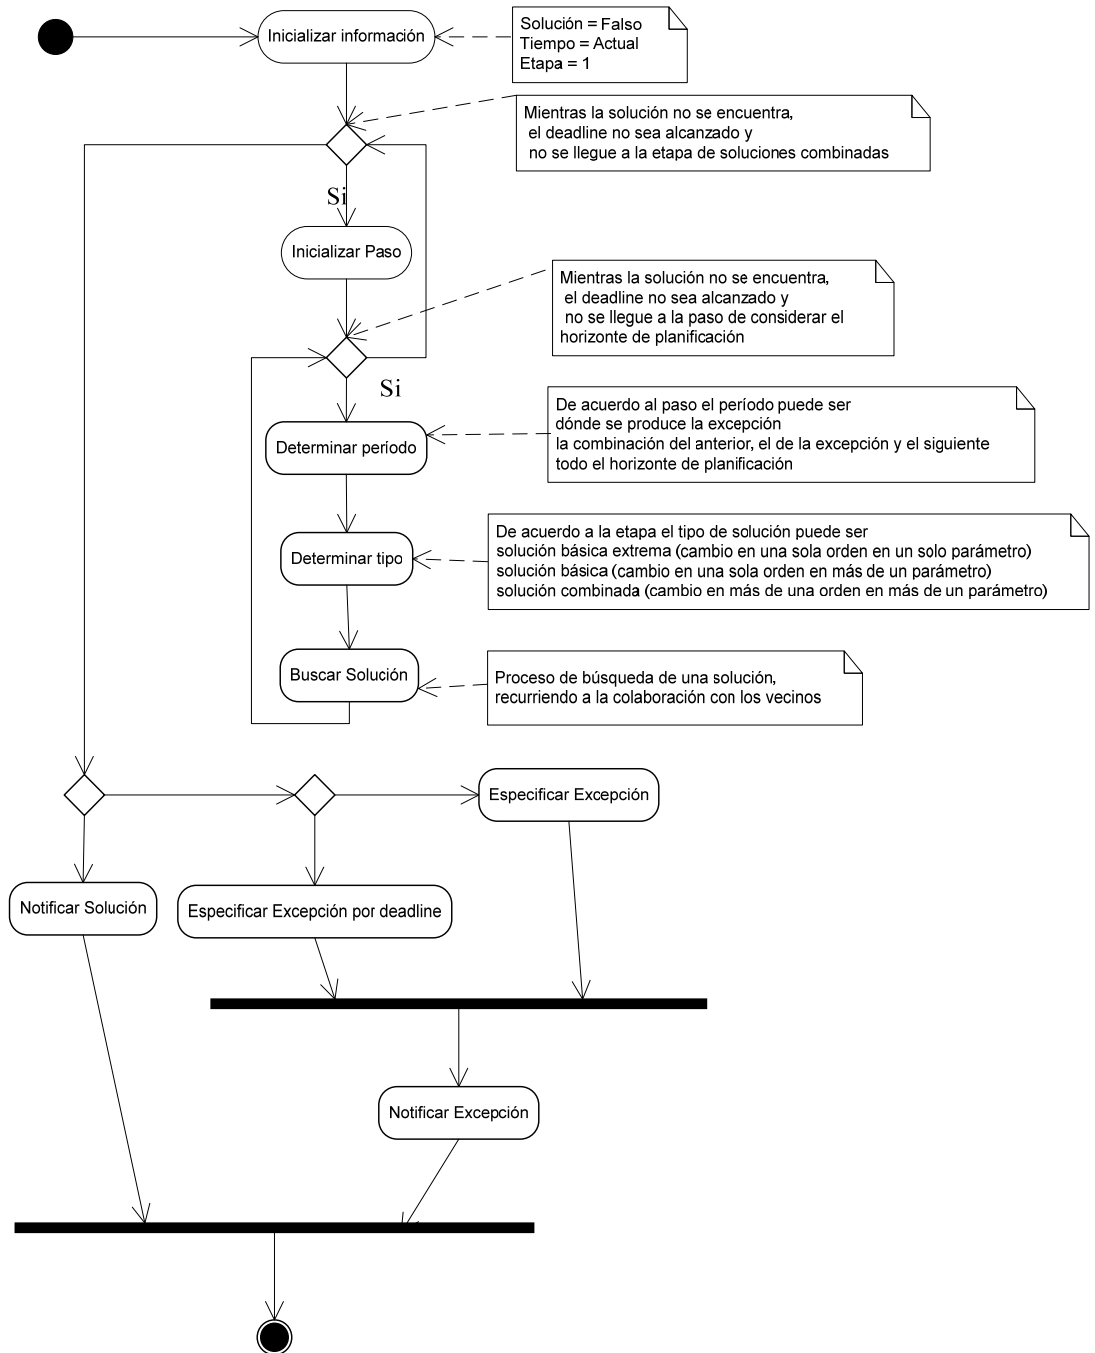 Inicializar información
Solución = Falso
Tiempo = Actual
Etapa = 1
Mientras la solución no se encuentra,
el deadline no sea alcanzado y
no se llegue a la etapa de soluciones combinadas
Si
Inicializar Paso
Mientras la solución no se encuentra,
el deadline no sea alcanzado y
no se llegue a la paso de considerar el
horizonte de planificación
Si
Determinar período
De acuerdo al paso el período puede ser
dónde se produce la excepción
la combinación del anterior, el de la excepción y el siguiente
todo el horizonte de planificación
Determinar tipo
De acuerdo a la etapa el tipo de solución puede ser
solución básica extrema (cambio en una sola orden en un solo parámetro)
solución básica (cambio en una sola orden en más de un parámetro)
solución combinada (cambio en más de una orden en más de un parámetro)
Buscar Solución
Proceso de búsqueda de una solución,
recurriendo a la colaboración con los vecinos
Especificar Excepción
Notificar Solución
Especificar Excepción por deadline
Notificar Excepción